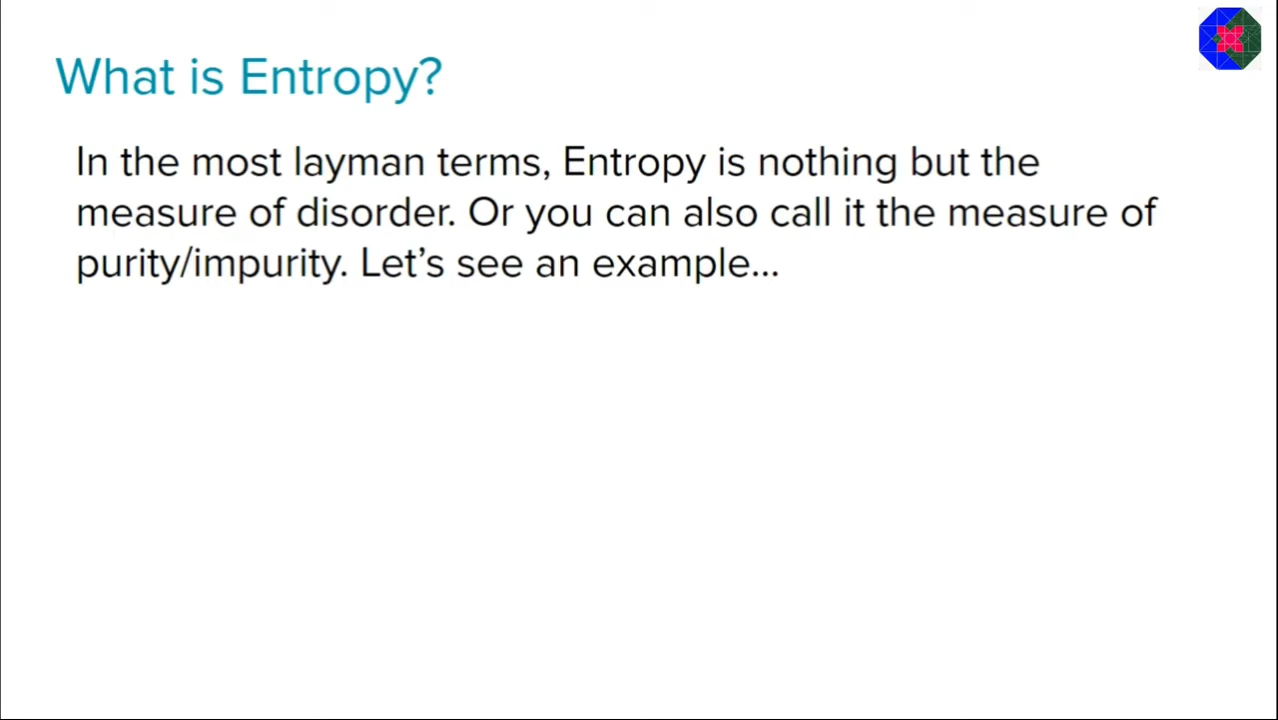 What is Entropy?
In the most layman terms, Entropy is nothing but the
measure of disorder. Or you can also call it the measure of
purity/impurity. Let’s see an example...